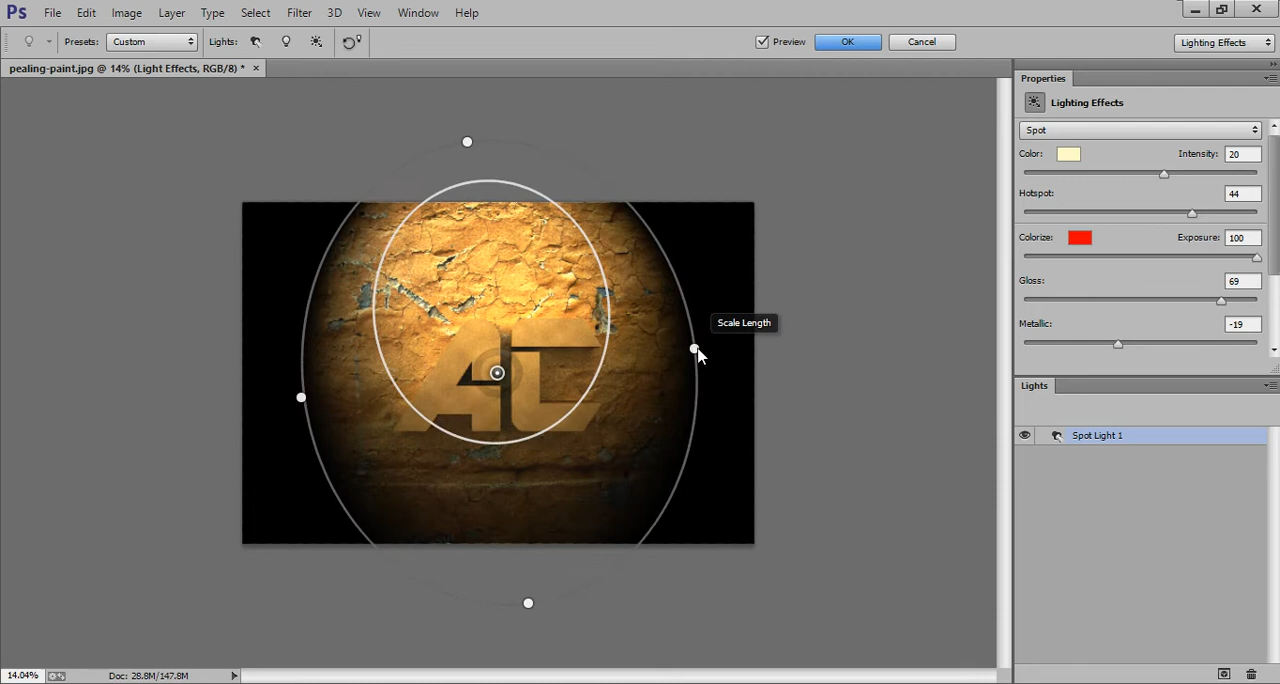 Ps File Edit Image Layer Type Select Filter 3D View Window Help
Presets: Custom Lights: Preview OK Cancel Lighting Effects
pealing-paint.jpg @ 14% (Light Effects, RGB/8) * ×
Properties
Lighting Effects
Spot
Color: Intensity: 20
Hotspot: 44
Colorize: Exposure: 100
Gloss: 69
Metallic: -19
Scale Length
AC
Lights
Spot Light 1
14.04% Doc: 28.8M/147.8M